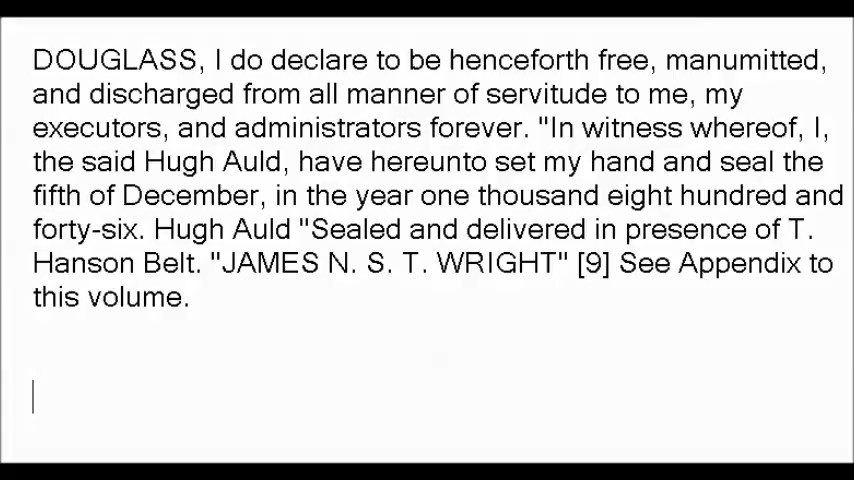 DOUGLASS, I do declare to be henceforth free, manumitted,
and discharged from all manner of servitude to me, my
executors, and administrators forever. "In witness whereof, I,
the said Hugh Auld, have hereunto set my hand and seal the
fifth of December, in the year one thousand eight hundred and
forty-six. Hugh Auld "Sealed and delivered in presence of T.
Hanson Belt. "JAMES N. S. T. WRIGHT" [9] See Appendix to
this volume.